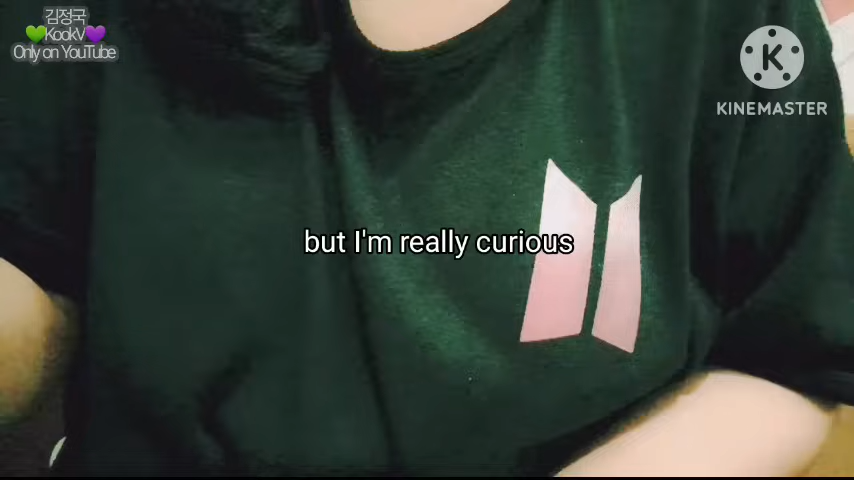 김정국
💚KookV💜
Only on YouTube
K
KINEMASTER
but I'm really curious